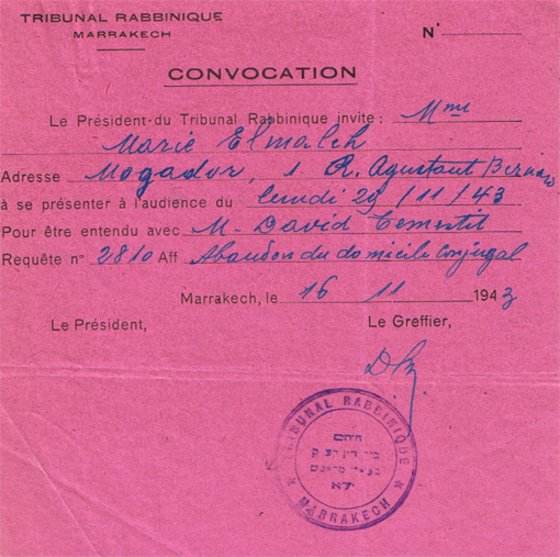 TRIBUNAL RABBINIQUE
MARRAKECH
N°
CONVOCATION
Le Président du Tribunal Rabbinique invite : Mme
Marie Elmaleh
Adresse Mogador, 1 R.
à se présenter à l'audience du lundi 29/11/43
Pour être entendu avec M. David
Requête n° 2810 Aff Abandon du domicile conjugal
Marrakech, le 16 11 1943
Le Président,
Le Greffier,
TRIBUNAL RABBINIQUE
חותם
MARRAKECH